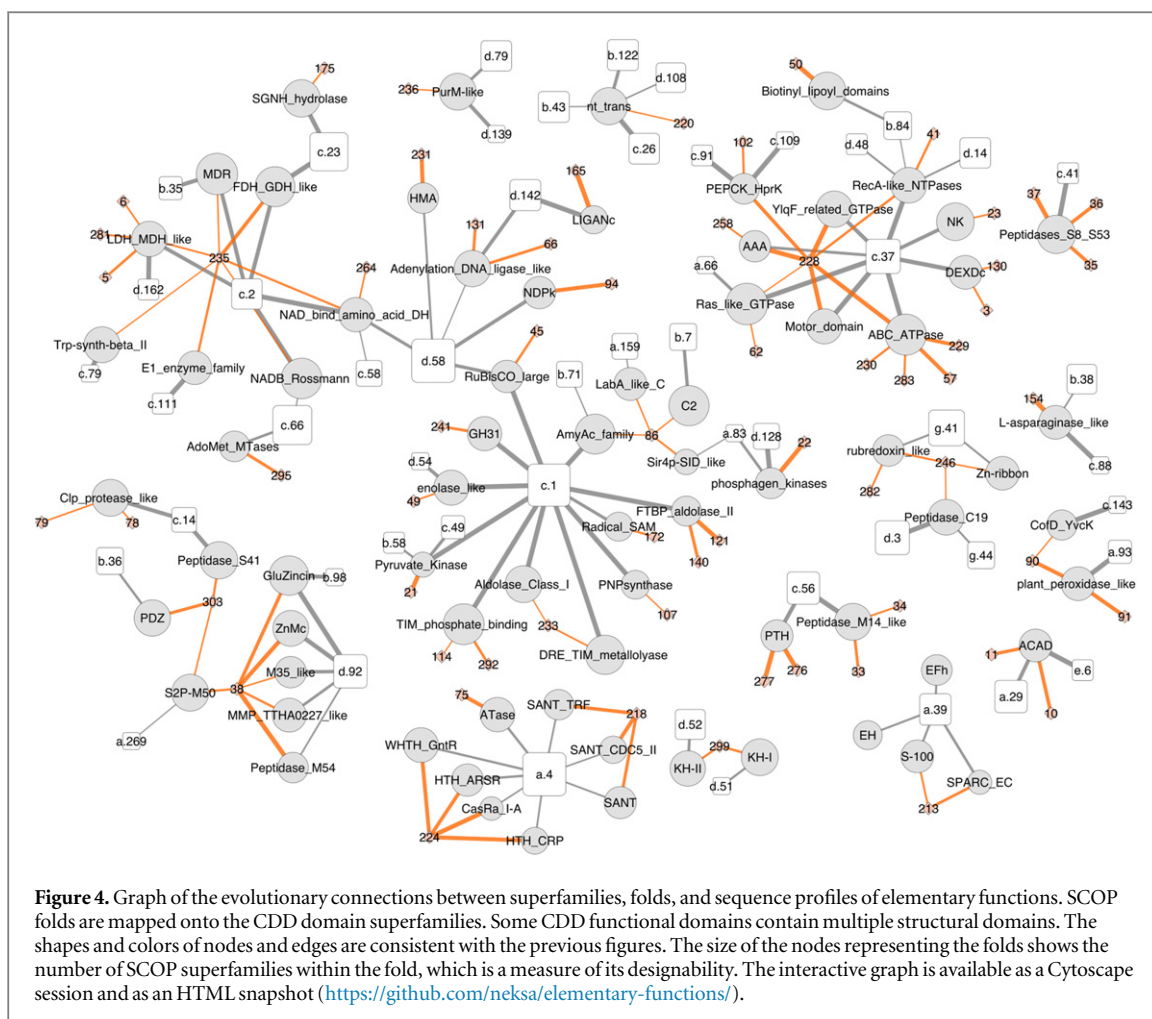 175
SGNH_hydrolase
c.23
MDR
b.35
FDH_GDH_like
6
281
LDH_MDH_like
5
d.162
235
c.2
264
NAD_bind_amino_acid_DH
c.58
Trp-synth-beta_II
c.79
E1_enzyme_family
c.111
NADB_Rossmann
c.66
AdoMet_MTases
295
236
PurM-like
d.79
d.139
b.122
d.108
b.43
nt_trans
220
c.26
231
HMA
165
d.142
LIGANc
131
66
Adenylation_DNA_ligase_like
NDPk
94
d.58
45
RuBisCO_large
50
Biotinyl_lipoyl_domains
b.84
41
d.48
d.14
RecA-like_NTPases
102
c.109
c.91
PEPCK_HprK
YlqF_related_GTPase
NK
23
258
AAA
228
c.37
DEXDc
130
3
a.66
Ras_like_GTPase
62
Motor_domain
ABC_ATPase
229
230
283
57
c.41
37
36
Peptidases_S8_S53
35
b.7
a.159
LabA_like_C
C2
b.71
AmyAc_family
86
Sir4p-SID_like
a.83
d.128
22
phosphagen_kinases
241
GH31
d.54
enolase_like
49
c.1
b.58
c.49
Pyruvate_Kinase
21
Radical_SAM
172
FTBP_aldolase_II
121
140
Aldolase_Class_I
PNPsynthase
107
TIM_phosphate_binding
233
114
292
DRE_TIM_metallolyase
b.38
154
L-asparaginase_like
c.88
g.41
rubredoxin_like
246
282
Zn-ribbon
Peptidase_C19
d.3
g.44
c.143
CofD_YvcK
90
a.93
plant_peroxidase_like
91
Clp_protease_like
79
78
c.14
Peptidase_S41
b.36
PDZ
303
GluZincin
b.98
ZnMc
M35_like
d.92
S2P-M50
38
MMP_TTHA0227_like
a.269
Peptidase_M54
c.56
PTH
Peptidase_M14_like
34
33
277
276
ACAD
11
e.6
a.29
10
75
ATase
SANT_TRF
218
WHTH_GntR
SANT_CDC5_II
HTH_ARSR
a.4
CasRa_I-A
SANT
224
HTH_CRP
d.52
299
KH-II
KH-I
d.51
EFh
a.39
EH
S-100
SPARC_EC
213
Figure 4. Graph of the evolutionary connections between superfamilies, folds, and sequence profiles of elementary functions. SCOP
folds are mapped onto the CDD domain superfamilies. Some CDD functional domains contain multiple structural domains. The
shapes and colors of nodes and edges are consistent with the previous figures. The size of the nodes representing the folds shows the
number of SCOP superfamilies within the fold, which is a measure of its designability. The interactive graph is available as a Cytoscape
session and as an HTML snapshot (https://github.com/neksa/elementary-functions/).